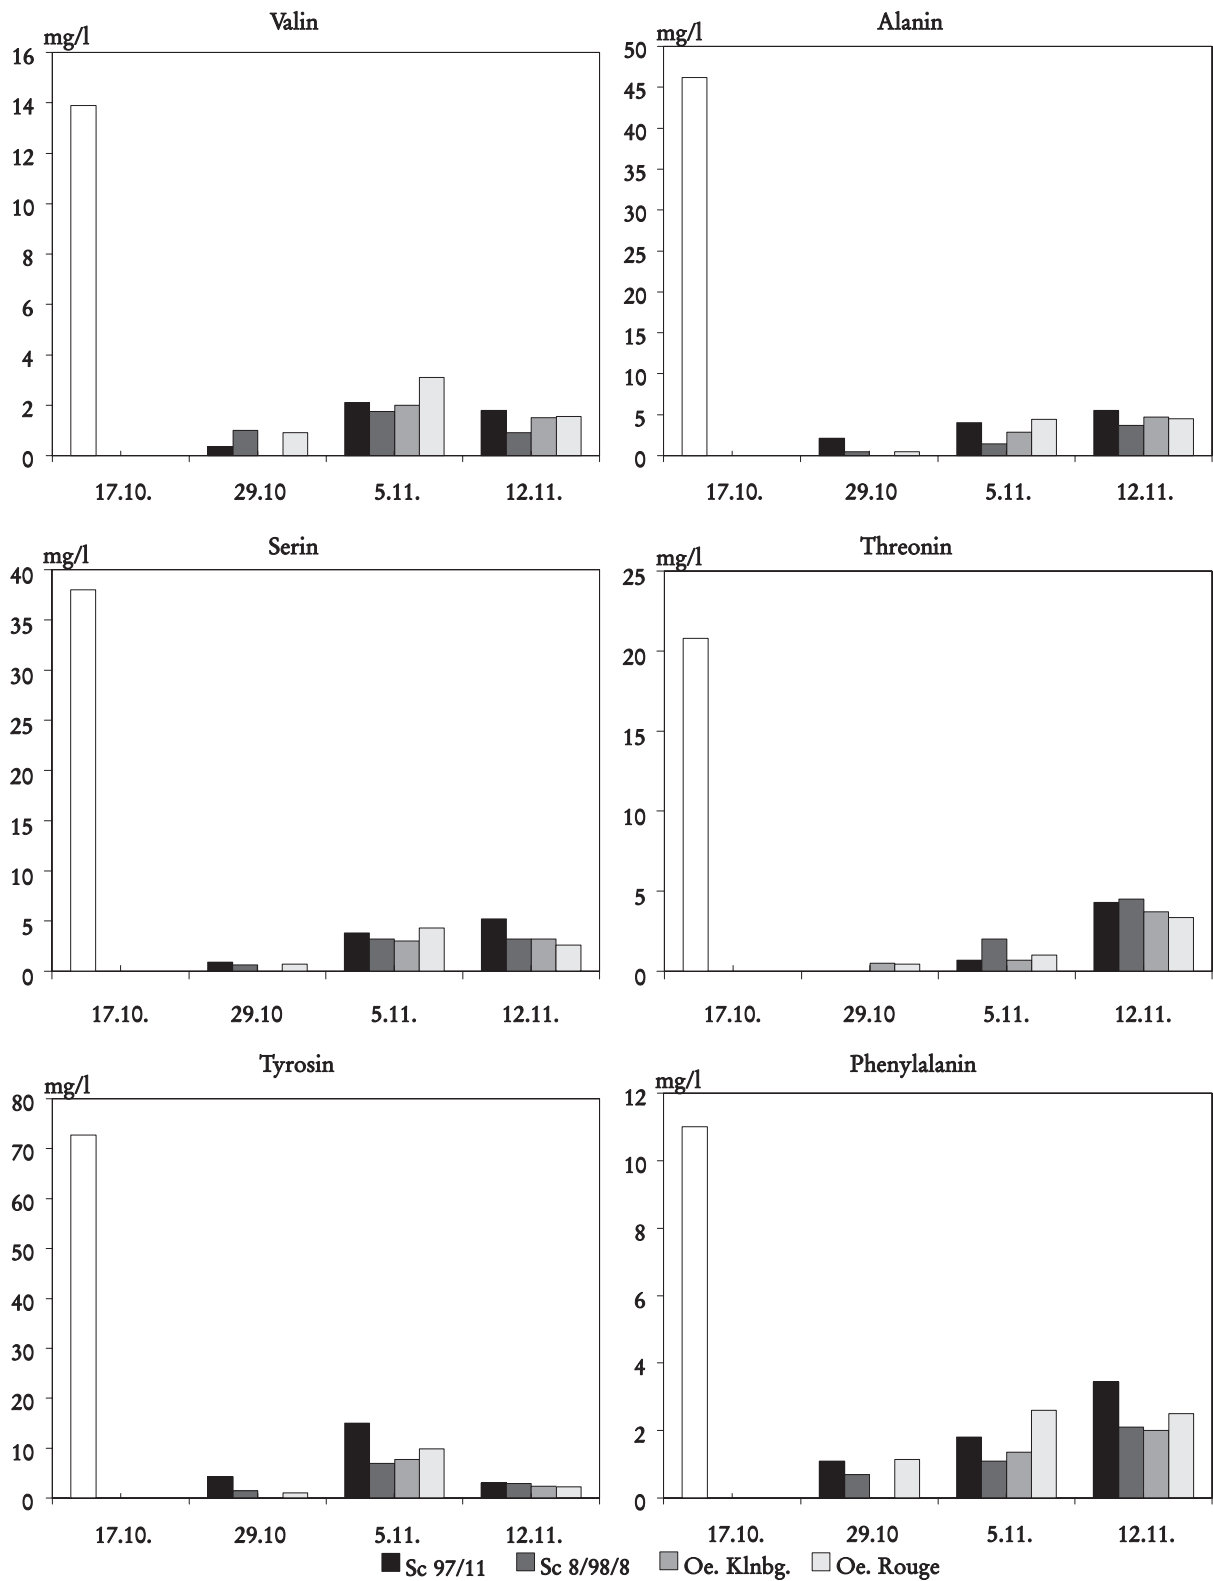 Valin
mg/l
16
14
12
10
8
6
4
2
0
17.10. 29.10 5.11. 12.11.
Alanin
mg/l
50
45
40
35
30
25
20
15
10
5
0
17.10. 29.10 5.11. 12.11.
Serin
mg/l
40
35
30
25
20
15
10
5
0
17.10. 29.10 5.11. 12.11.
Threonin
mg/l
25
20
15
10
5
0
17.10. 29.10 5.11. 12.11.
Tyrosin
mg/l
80
70
60
50
40
30
20
10
0
17.10. 29.10 5.11. 12.11.
Phenylalanin
mg/l
12
10
8
6
4
2
0
17.10. 29.10 5.11. 12.11.
Sc 97/11 Sc 8/98/8 Oe. Klnbg. Oe. Rouge